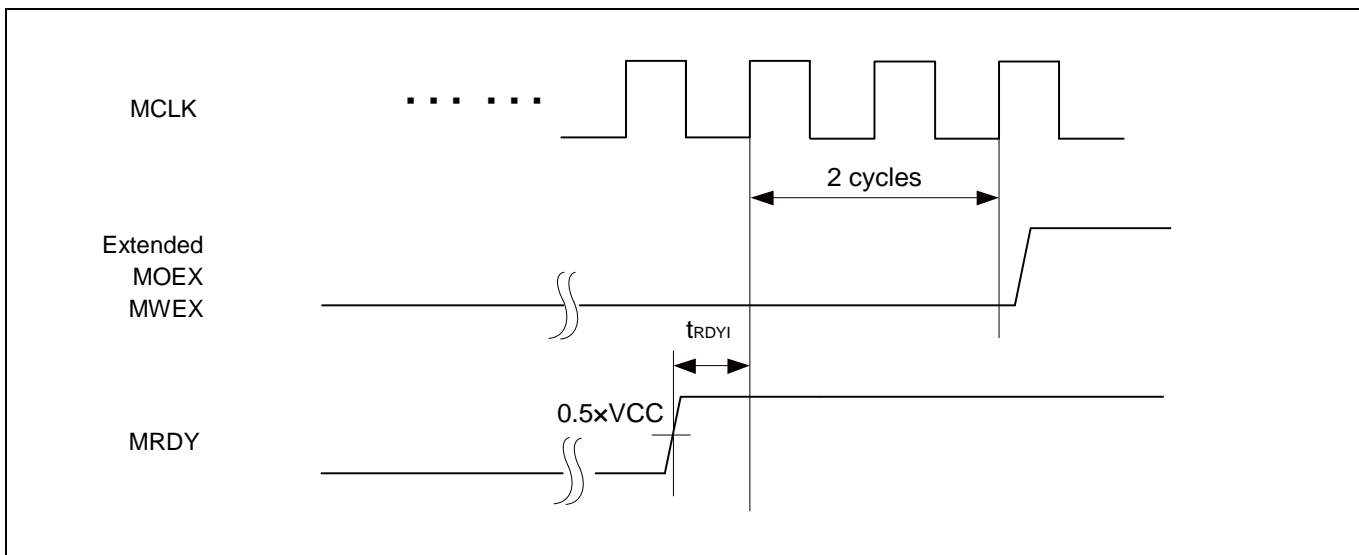 MCLK
2 cycles
Extended
MOEX
MWEX
tRDYI
0.5×VCC
MRDY